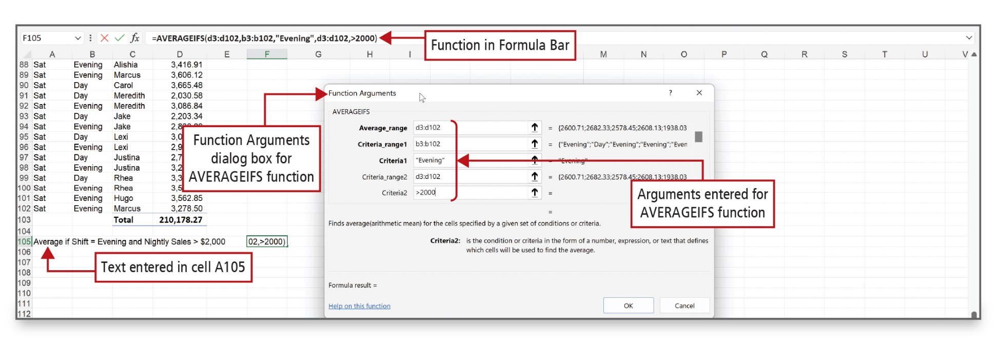 F105 fx =AVERAGEIFS(d3:d102,b3:b102,"Evening",d3:d102,>2000)
Function in Formula Bar
A B C D E F G H I M N O P Q R S T U V
88 Sat Evening Alishia 3,416.91
89 Sat Evening Marcus 3,606.12
90 Sat Day Carol 3,665.48
91 Sat Day Meredith 2,030.58
92 Sat Evening Meredith 3,086.84
93 Sat Day Jake 2,203.34
94 Sat Evening Jake
95 Sat Day Lexi 3,0
96 Sat Evening Lexi 2,9
97 Sat Day Justina 2,7
98 Sat Evening Justina 3,2
99 Sat Day Rhea 3,3
100 Sat Evening Rhea 3,5
101 Sat Evening Hugo 3,562.85
102 Sat Evening Marcus 3,278.50
103 Total 210,178.27
104
105 Average if Shift = Evening and Nightly Sales > $2,000 02,>2000)
106
107
108
109
110
111
112
Function Arguments
dialog box for
AVERAGEIFS function
Text entered in cell A105
Function Arguments ?
AVERAGEIFS
Average_range d3:d102 = {2600.71;2682.33;2578.45;2608.13;1938.03
Criteria_range1 b3:b102 = {"Evening";"Day";"Evening";"Evening";"Even
Criteria1 "Evening" = "Evening"
Criteria_range2 d3:d102 = {2600.71;2682.33;2578.45;2608.13;1938.03
Criteria2 >2000 =
=
Arguments entered for
AVERAGEIFS function
Finds average(arithmetic mean) for the cells specified by a given set of conditions or criteria.
Criteria2: is the condition or criteria in the form of a number, expression, or text that defines
which cells will be used to find the average.
Formula result =
Help on this function
OK Cancel